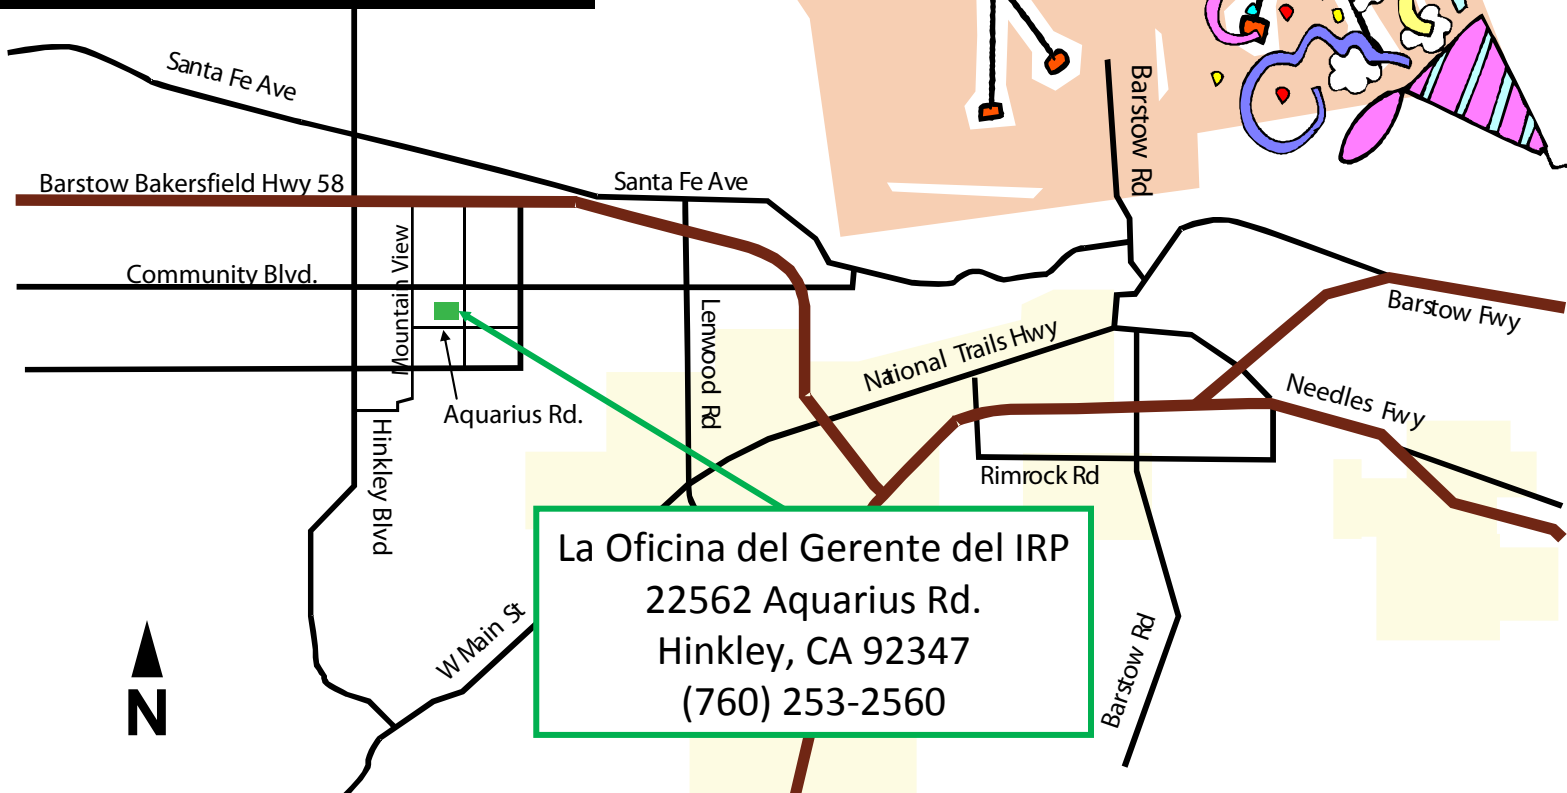 Santa Fe Ave
Barstow Rd
Barstow Bakersfield Hwy 58
Santa Fe Ave
Mountain View
Community Blvd.
Lenwood Rd
Barstow Fwy
National Trails Hwy
Needles Fwy
Aquarius Rd.
Hinkley Blvd
Rimrock Rd
La Oficina del Gerente del IRP
22562 Aquarius Rd.
Hinkley, CA 92347
(760) 253-2560
W Main St
Barstow Rd
N